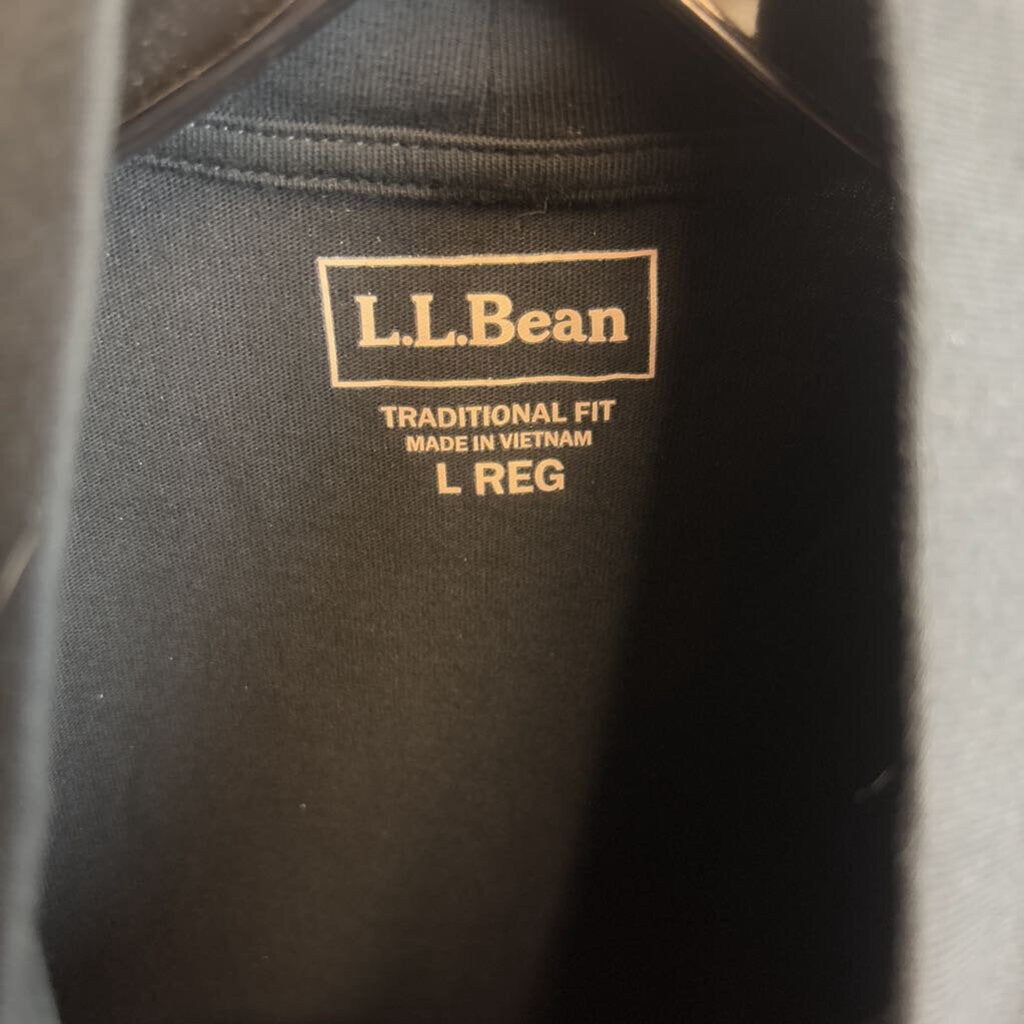 L.L.Bean
TRADITIONAL FIT
MADE IN VIETNAM
L REG